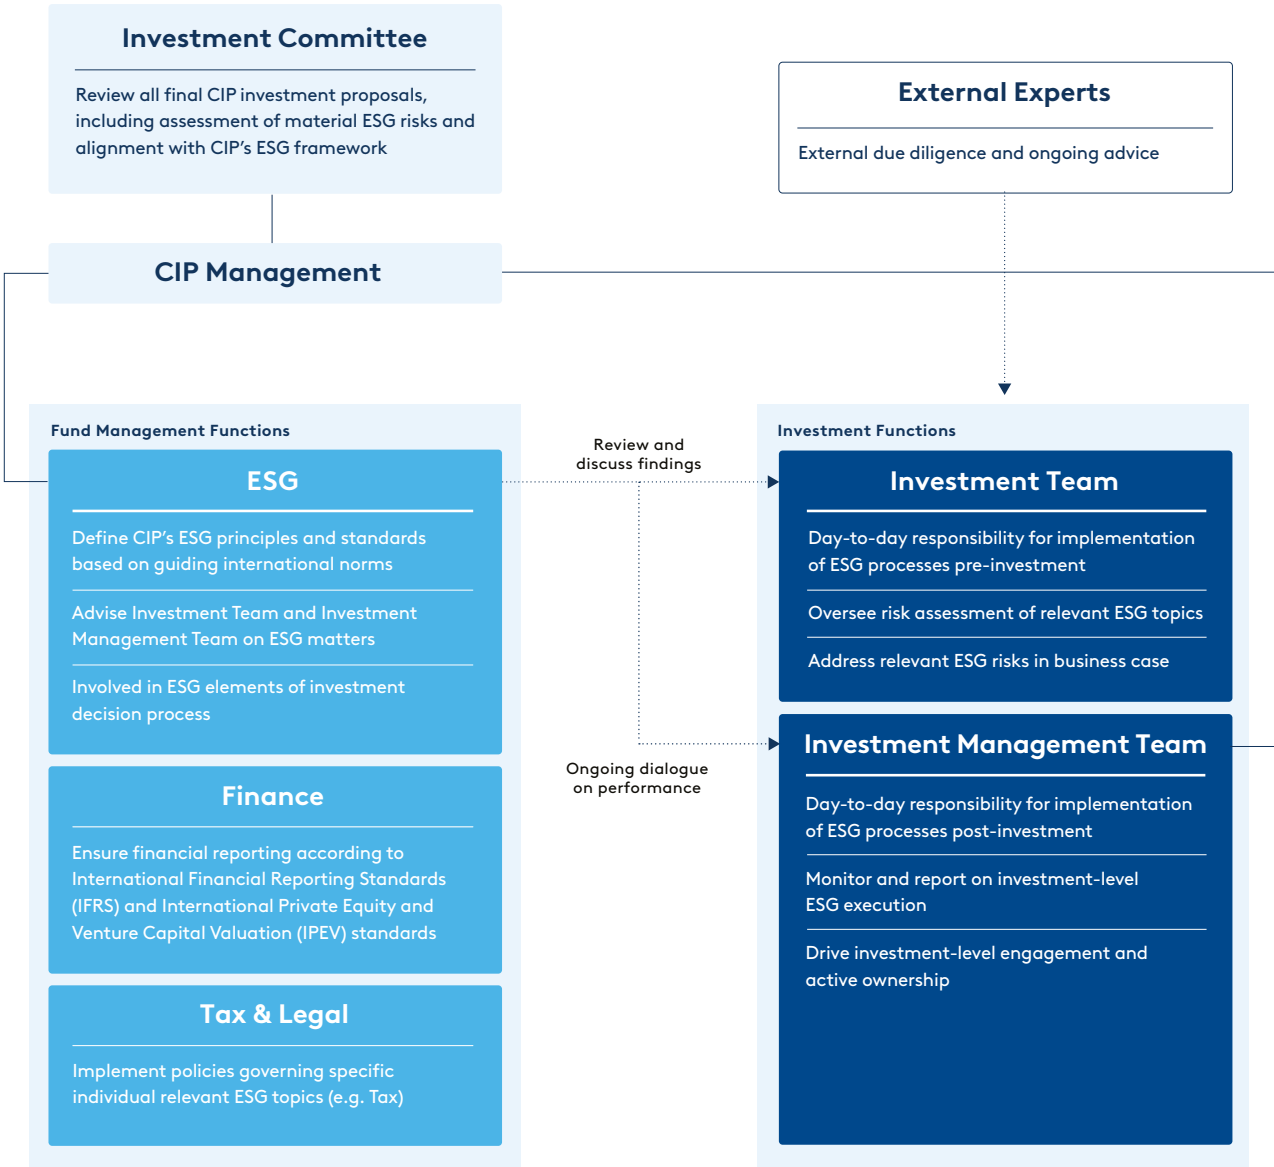 Investment Committee
Review all final CIP investment proposals,
including assessment of material ESG risks and
alignment with CIP's ESG framework
External Experts
External due diligence and ongoing advice
CIP Management
Fund Management Functions
ESG
Define CIP's ESG principles and standards
based on guiding international norms
Advise Investment Team and Investment
Management Team on ESG matters
Involved in ESG elements of investment
decision process
Finance
Ensure financial reporting according to
International Financial Reporting Standards
(IFRS) and International Private Equity and
Venture Capital Valuation (IPEV) standards
Tax & Legal
Implement policies governing specific
individual relevant ESG topics (e.g. Tax)
Review and
discuss findings
Ongoing dialogue
on performance
Investment Functions
Investment Team
Day-to-day responsibility for implementation
of ESG processes pre-investment
Oversee risk assessment of relevant ESG topics
Address relevant ESG risks in business case
Investment Management Team
Day-to-day responsibility for implementation
of ESG processes post-investment
Monitor and report on investment-level
ESG execution
Drive investment-level engagement and
active ownership